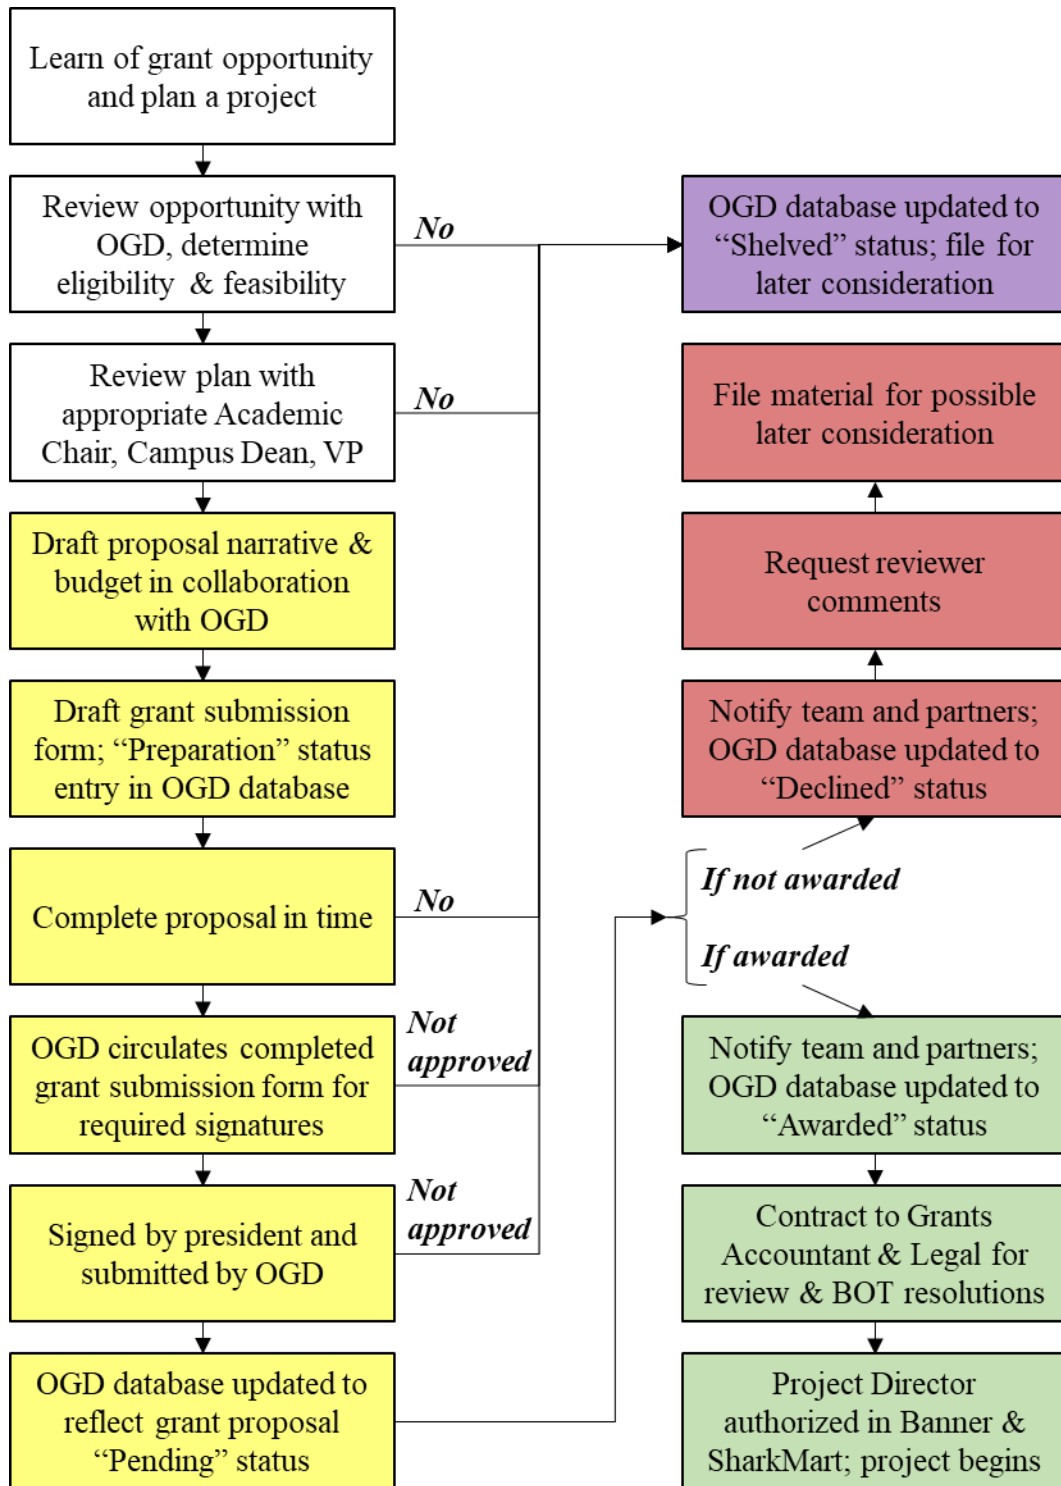 Learn of grant opportunity
and plan a project
Review opportunity with
OGD, determine
eligibility & feasibility
No
Review plan with
appropriate Academic
Chair, Campus Dean, VP
No
Draft proposal narrative &
budget in collaboration
with OGD
Draft grant submission
form; “Preparation” status
entry in OGD database
Complete proposal in time
No
OGD circulates completed
grant submission form for
required signatures
Not
approved
Signed by president and
submitted by OGD
Not
approved
OGD database updated to
reflect grant proposal
“Pending” status
OGD database updated to
“Shelved” status; file for
later consideration
File material for possible
later consideration
Request reviewer
comments
Notify team and partners;
OGD database updated to
“Declined” status
If not awarded
If awarded
Notify team and partners;
OGD database updated to
“Awarded” status
Contract to Grants
Accountant & Legal for
review & BOT resolutions
Project Director
authorized in Banner &
SharkMart; project begins